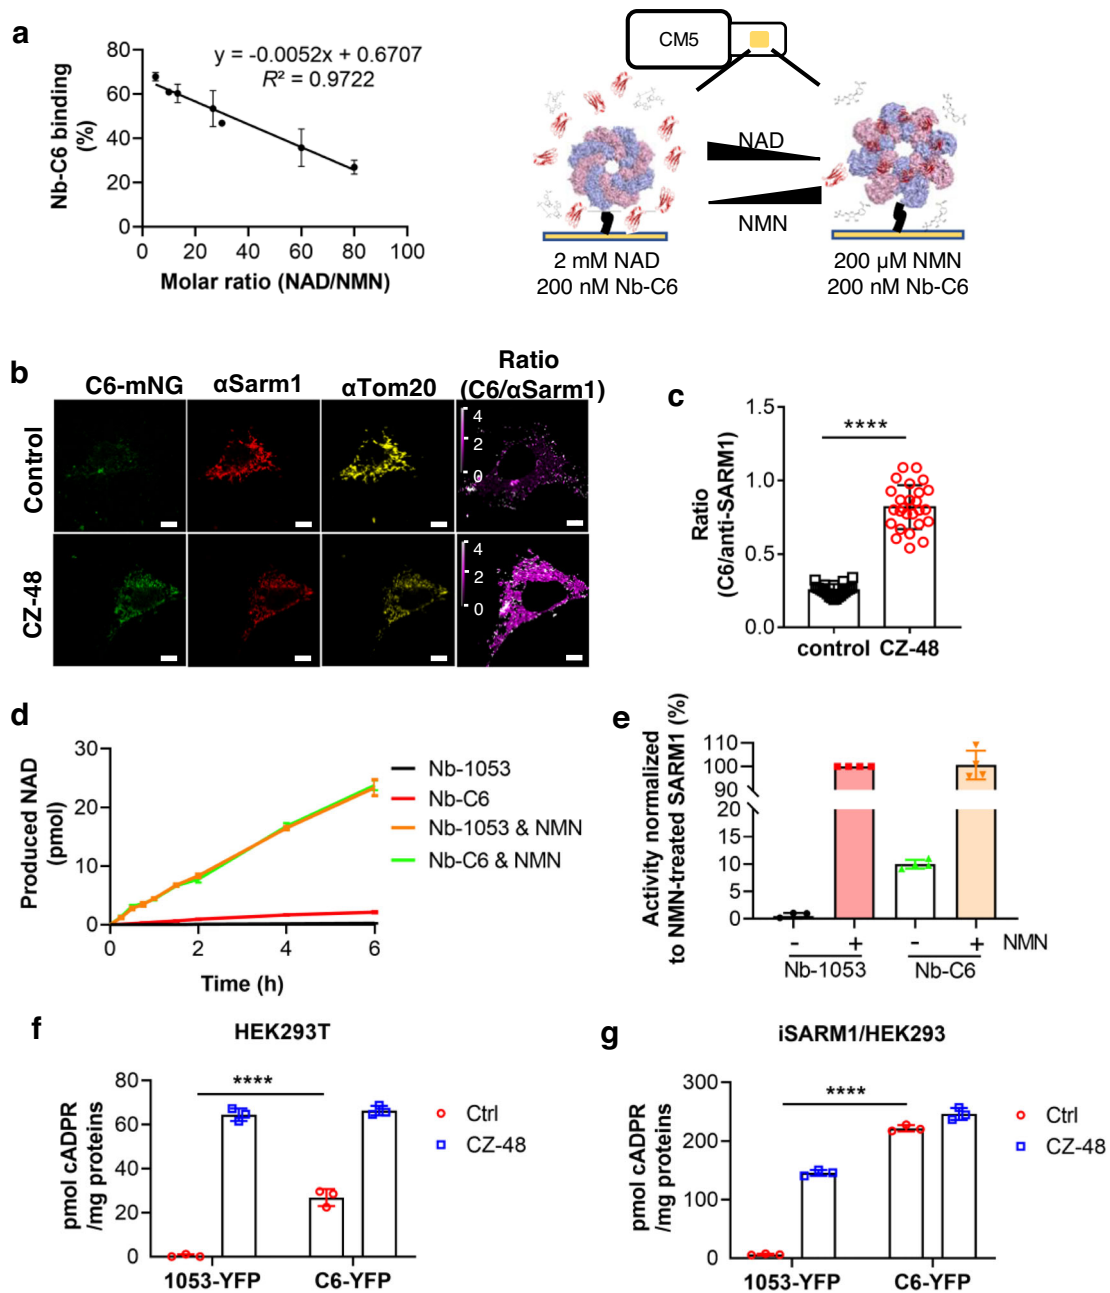 a
y = -0.0052x + 0.6707
R² = 0.9722
Nb-C6 binding
(%)
80
60
40
20
0
0 20 40 60 80 100
Molar ratio (NAD/NMN)
CM5
NAD
NMN
2 mM NAD
200 nM Nb-C6
200 µM NMN
200 nM Nb-C6
b
C6-mNG
αSarm1
αTom20
Ratio
(C6/αSarm1)
Control
4
2
0
CZ-48
4
2
0
c
Ratio
(C6/anti-SARM1)
1.5
1.0
0.5
0.0
****
control CZ-48
d
Produced NAD
(pmol)
30
20
10
0
0 2 4 6
Time (h)
Nb-1053
Nb-C6
Nb-1053 & NMN
Nb-C6 & NMN
e
Activity normalized
to NMN-treated SARM1 (%)
110
100
90
20
15
10
5
0
- + - + NMN
Nb-1053 Nb-C6
f
HEK293T
pmol cADPR
/mg proteins
80
60
40
20
0
****
1053-YFP C6-YFP
Ctrl
CZ-48
g
iSARM1/HEK293
pmol cADPR
/mg proteins
300
200
100
0
****
1053-YFP C6-YFP
Ctrl
CZ-48